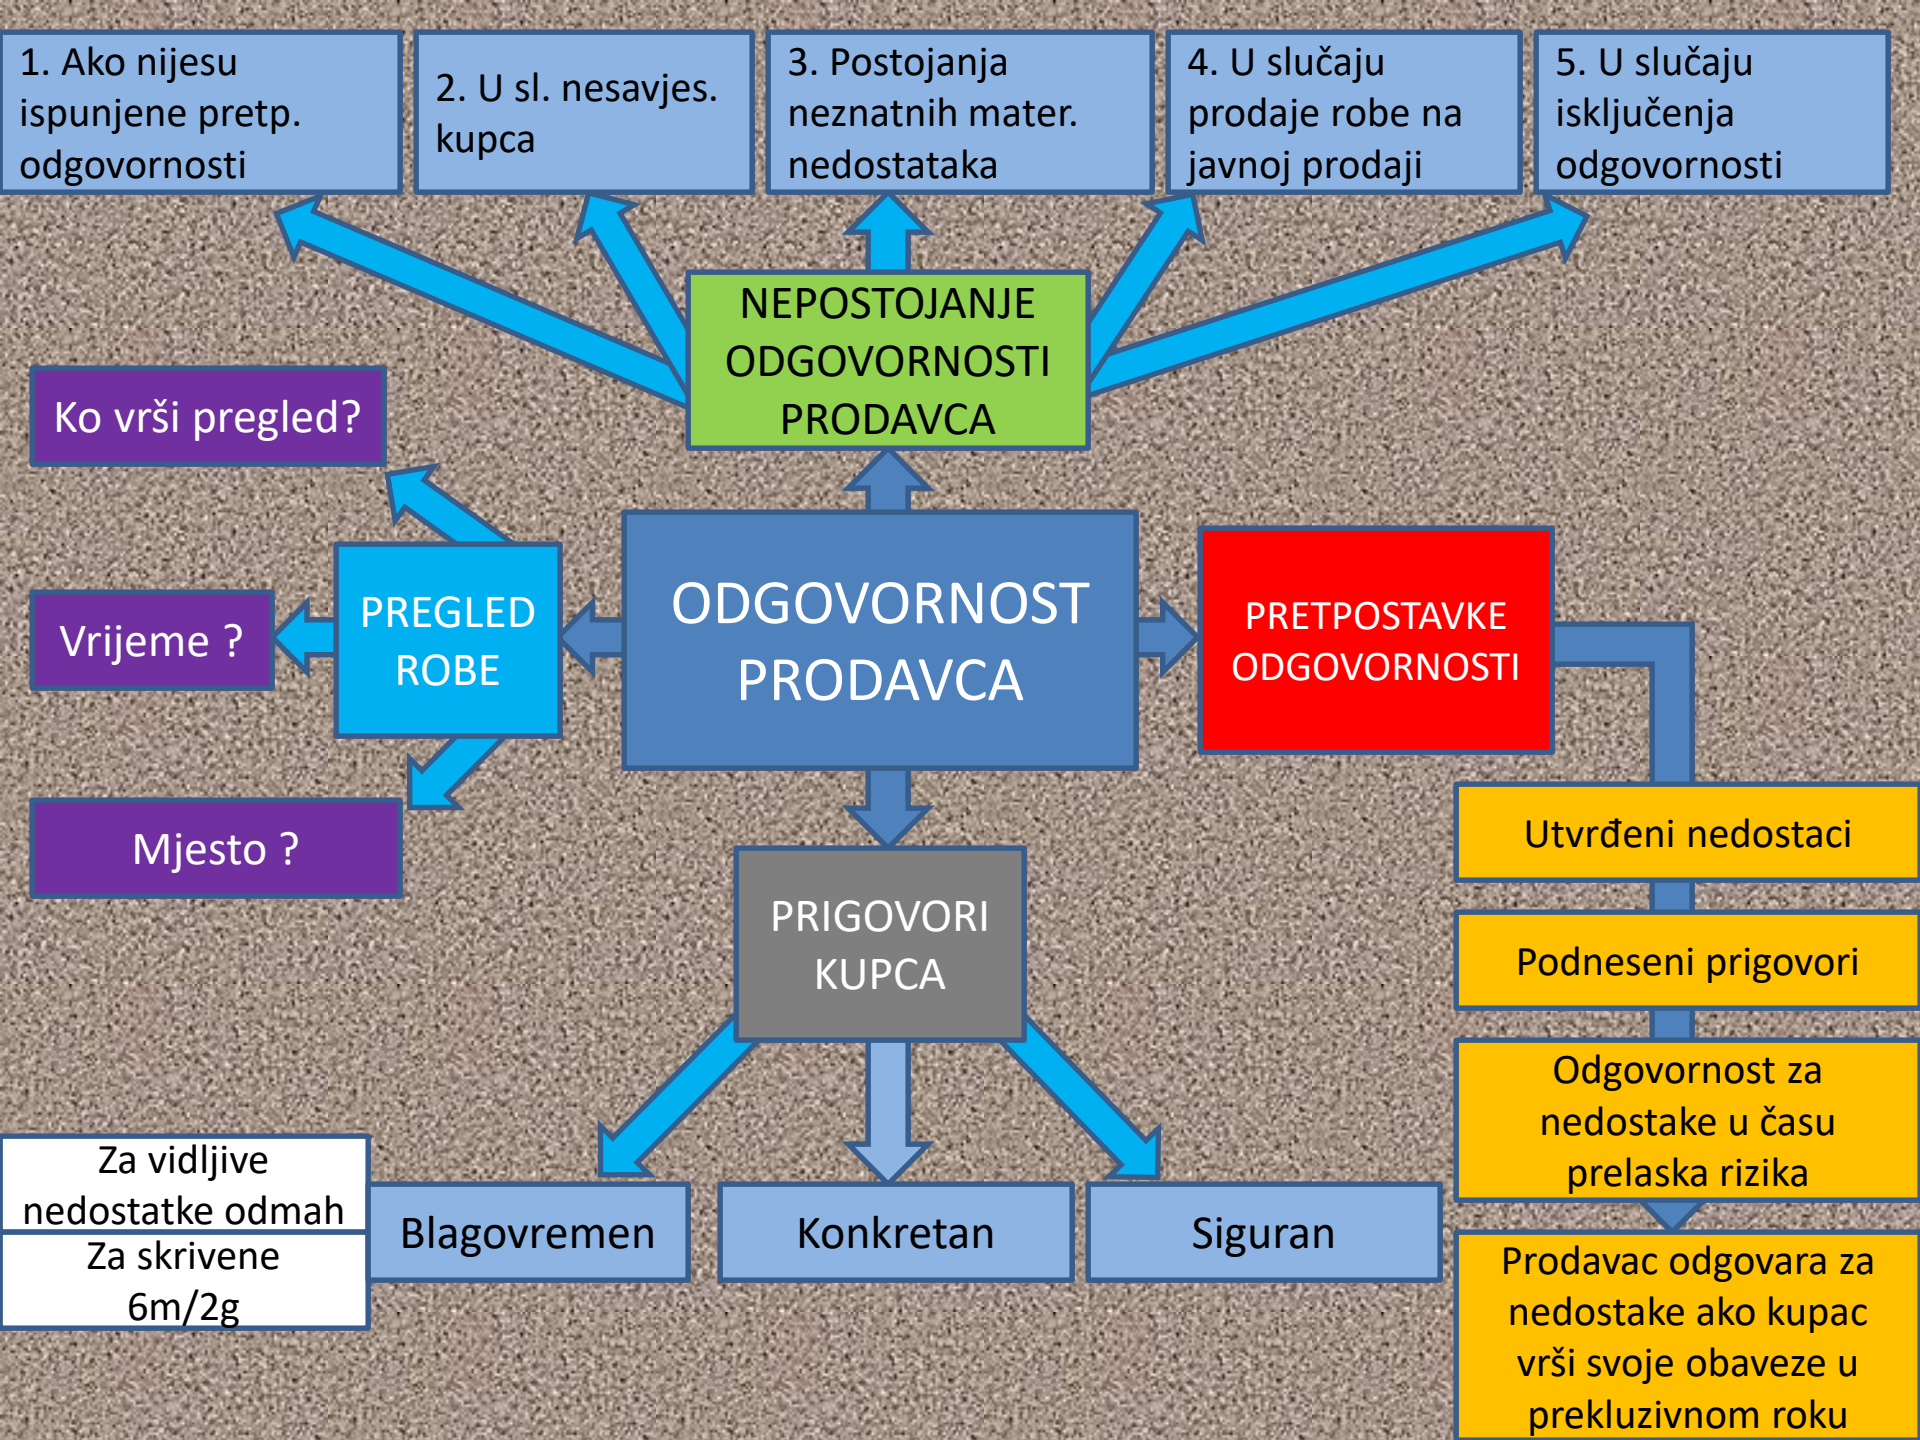 1. Ako nijesu
ispunjene pretp.
odgovornosti
2. U sl. nesavjes.
kupca
3. Postojanja
neznatnih mater.
nedostataka
4. U slučaju
prodaje robe na
javnoj prodaji
5. U slučaju
isključenja
odgovornosti
NEPOSTOJANJE
ODGOVORNOSTI
PRODAVCA
Ko vrši pregled?
Vrijeme ?
Mjesto ?
PREGLED
ROBE
ODGOVORNOST
PRODAVCA
PRETPOSTAVKE
ODGOVORNOSTI
Utvrđeni nedostaci
Podneseni prigovori
Odgovornost za
nedostake u času
prelaska rizika
Prodavac odgovara za
nedostake ako kupac
vrši svoje obaveze u
prekluzivnom roku
PRIGOVORI
KUPCA
Za vidljive
nedostatke odmah
Za skrivene
6m/2g
Blagovremen
Konkretan
Siguran